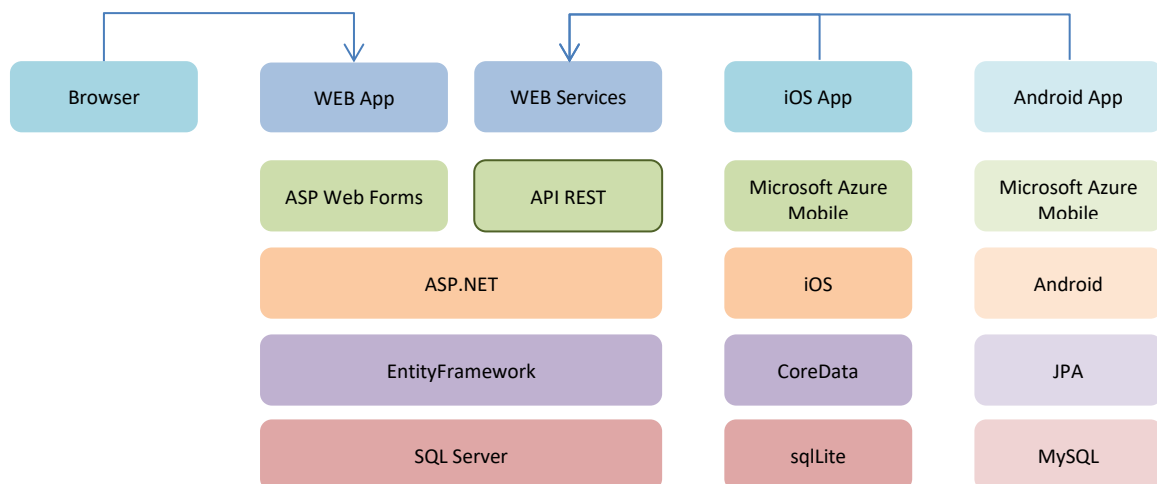 Browser
WEB App
WEB Services
iOS App
Android App
ASP Web Forms
API REST
Microsoft Azure
Mobile
Microsoft Azure
Mobile
ASP.NET
iOS
Android
EntityFramework
CoreData
JPA
SQL Server
sqlLite
MySQL